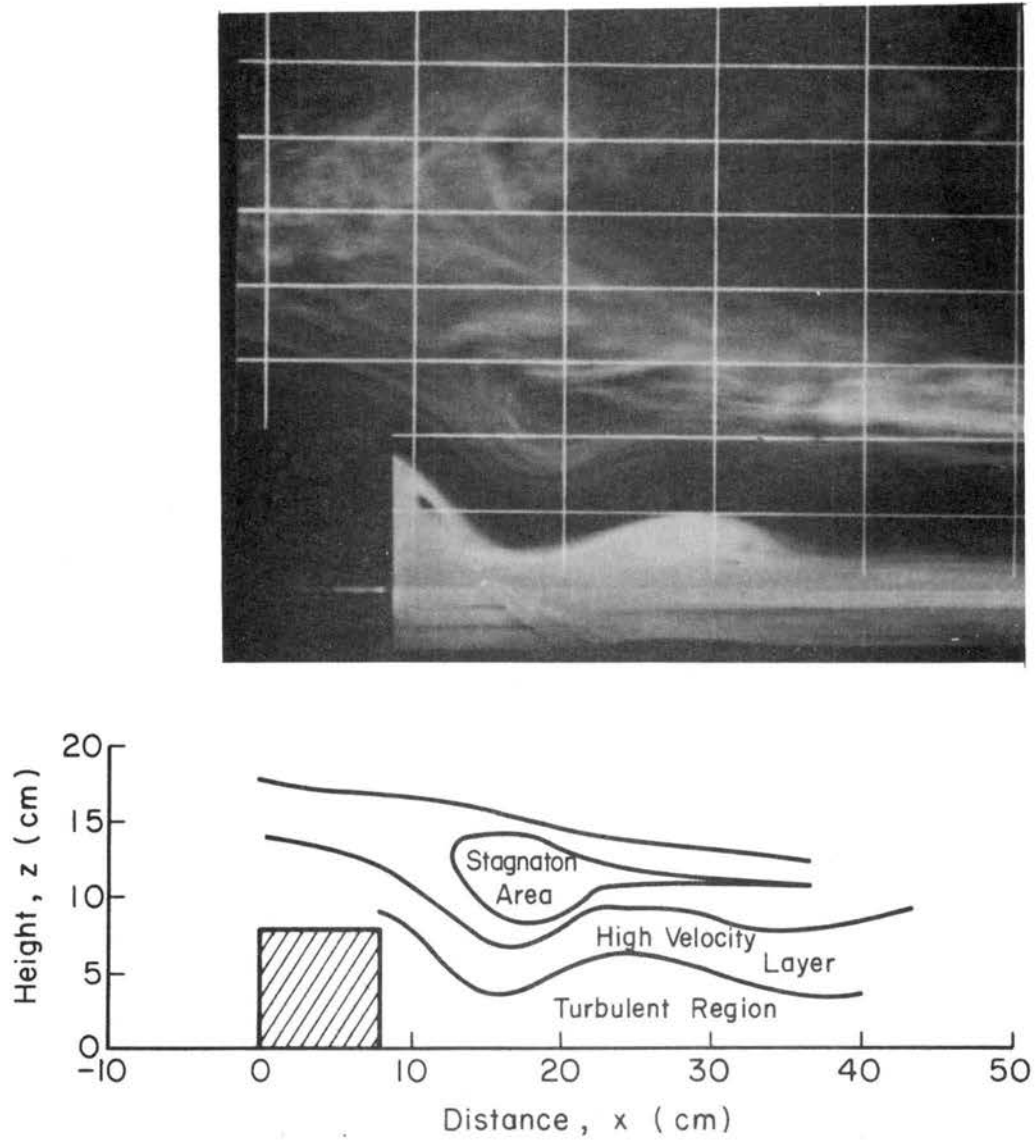 20
15
10
5
0
Height, z (cm)
Stagnaton
Area
High Velocity
Layer
Turbulent Region
-10 0 10 20 30 40 50
Distance, x (cm)